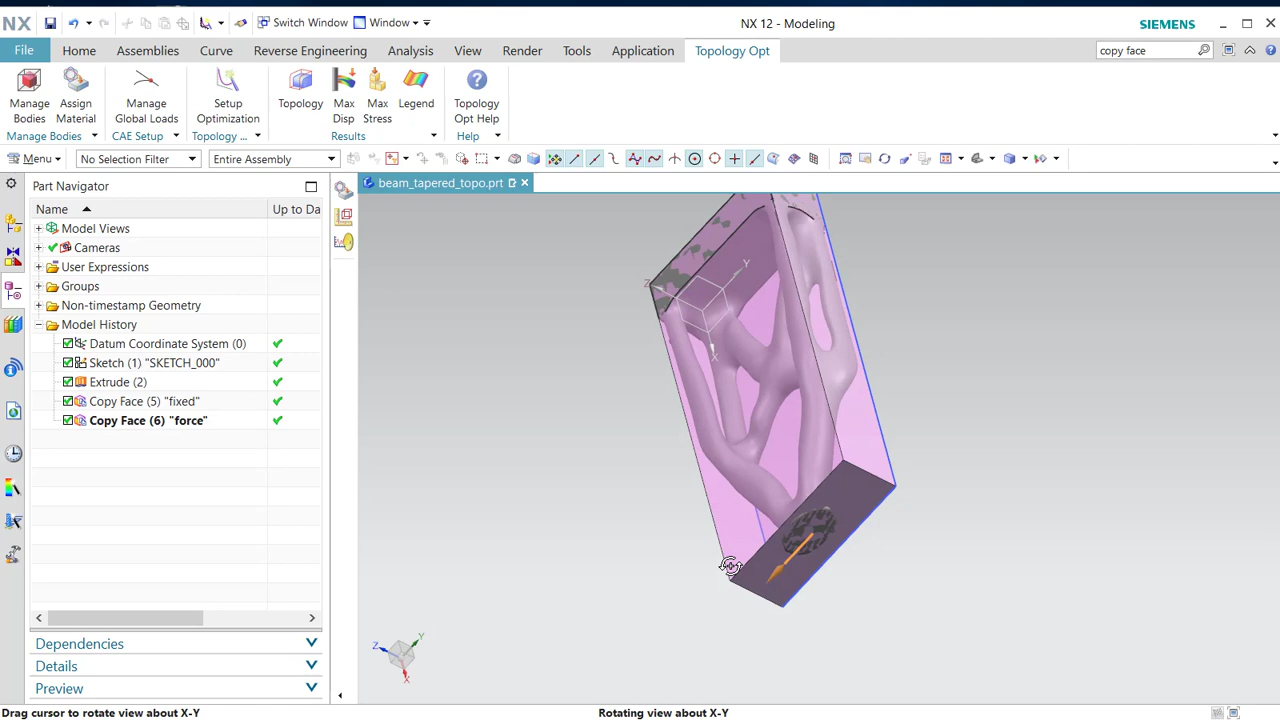 NX
Switch Window
Window
NX 12 - Modeling
SIEMENS
File
Home
Assemblies
Curve
Reverse Engineering
Analysis
View
Render
Tools
Application
Topology Opt
copy face
Manage Bodies
Assign Material
Manage Global Loads
Setup Optimization
Topology
Max Disp
Max Stress
Legend
Topology Opt Help
Manage Bodies
CAE Setup
Topology ...
Results
Help
Menu
No Selection Filter
Entire Assembly
Part Navigator
beam_tapered_topo.prt
Name
Up to Da
Model Views
Cameras
User Expressions
Groups
Non-timestamp Geometry
Model History
Datum Coordinate System (0)
Sketch (1) "SKETCH_000"
Extrude (2)
Copy Face (5) "fixed"
Copy Face (6) "force"
Z
Y
X
Dependencies
Details
Preview
Z
Y
X
Drag cursor to rotate view about X-Y
Rotating view about X-Y